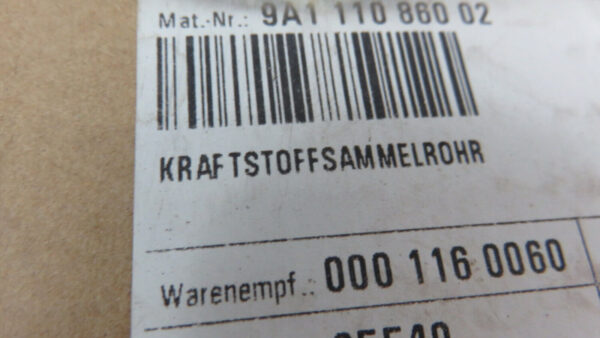 Mat.-Nr.: 9A1 110 860 02
KRAFTSTOFFSAMMELROHR
Warenempf.: 000 116 0060